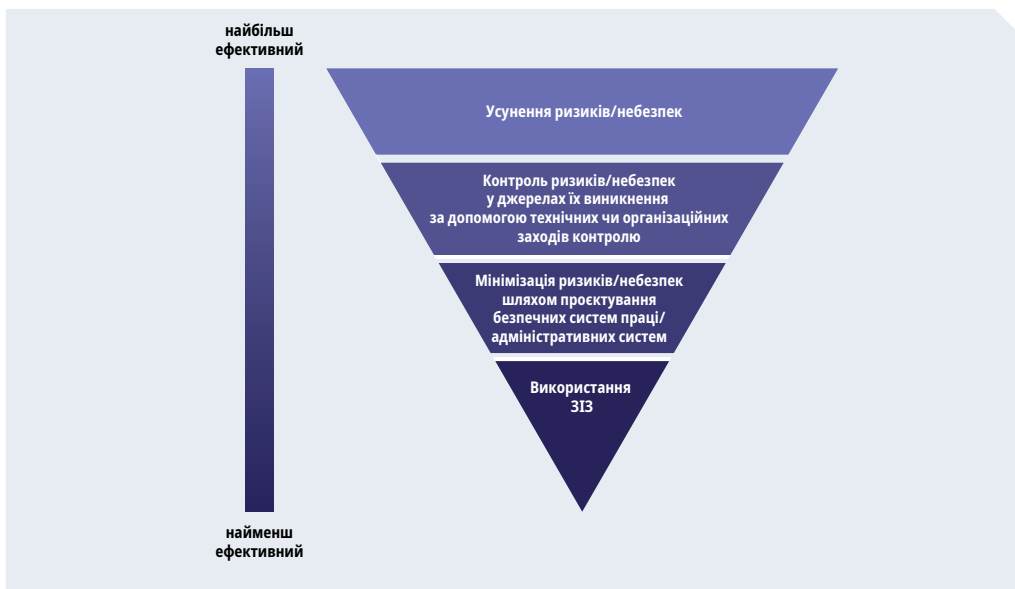 найбільш
ефективний
Усунення ризиків/небезпек
Контроль ризиків/небезпек
у джерелах їх виникнення
за допомогою технічних чи організаційних
заходів контролю
Мінімізація ризиків/небезпек
шляхом проєктування
безпечних систем праці/
адміністративних систем
Використання
ЗІЗ
найменш
ефективний